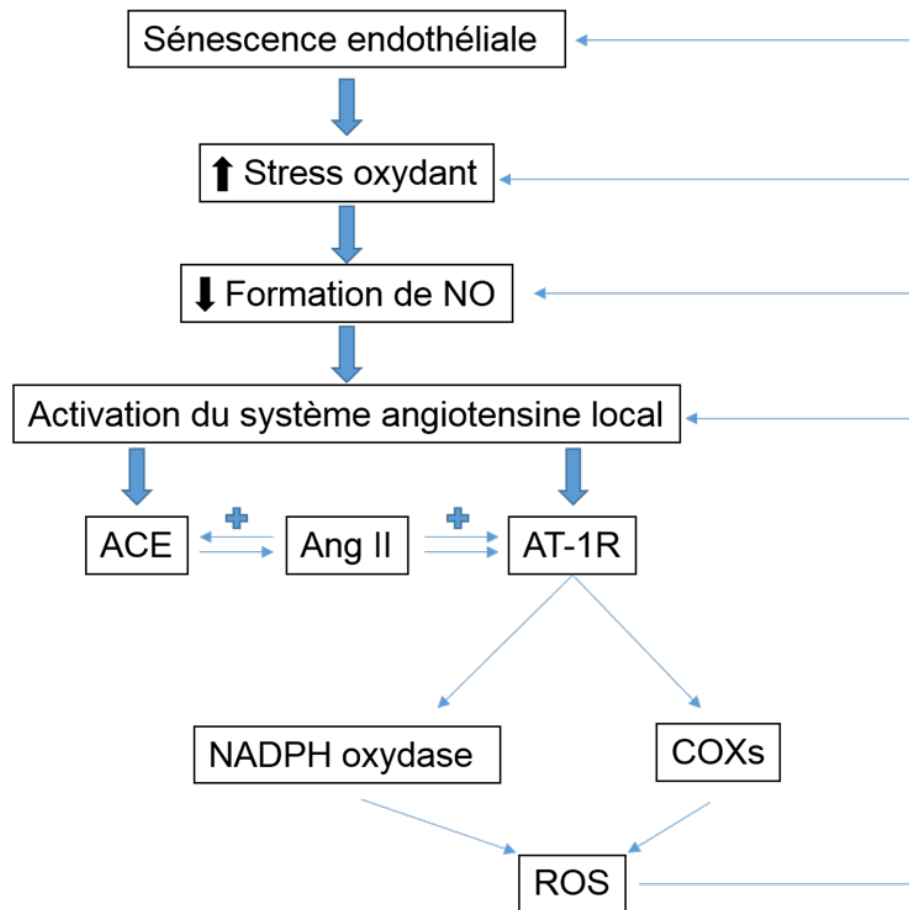 Sénescence endothéliale
Stress oxydant
Formation de NO
Activation du système angiotensine local
ACE
Ang II
AT-1R
NADPH oxydase
COXs
ROS